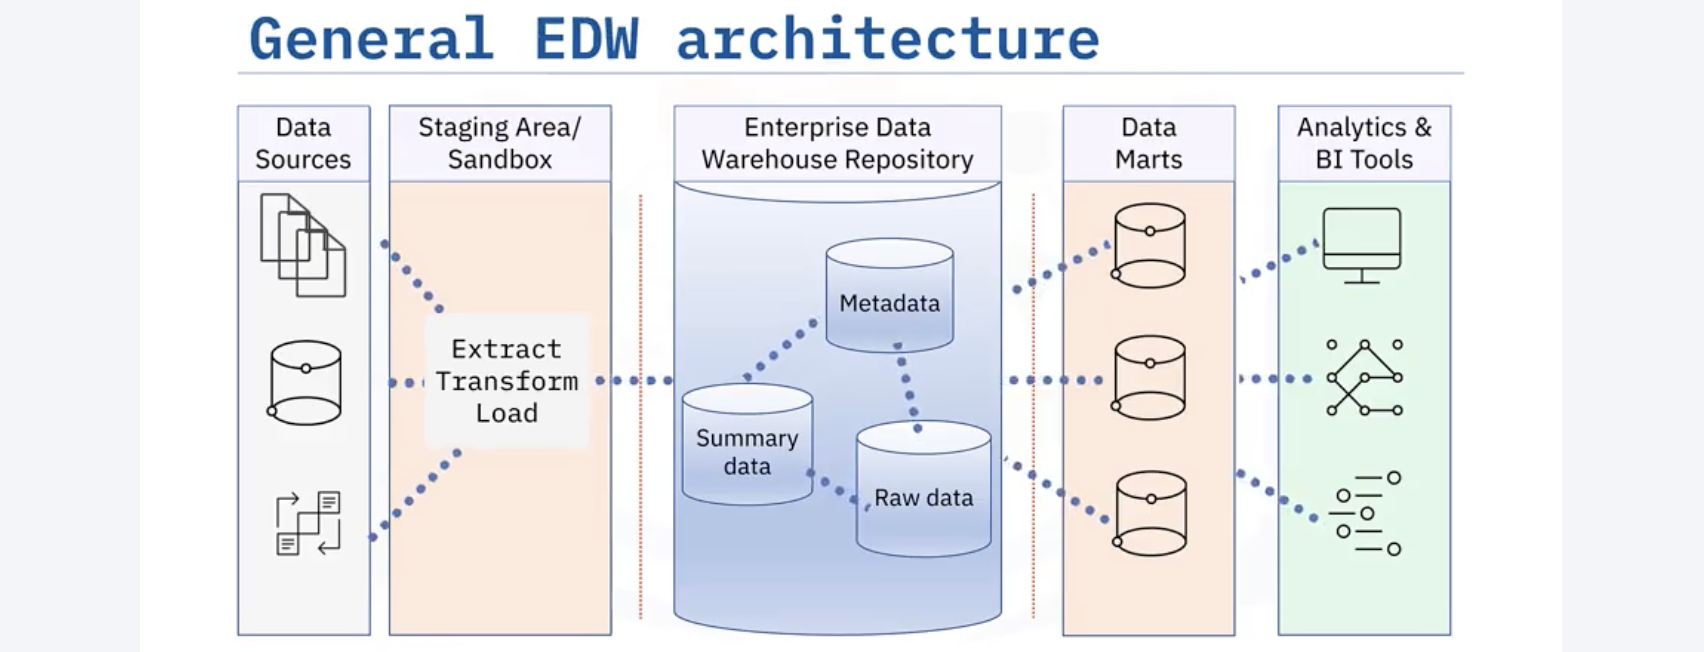 General EDW architecture
Data
Sources
Staging Area/
Sandbox
Enterprise Data
Warehouse Repository
Data
Marts
Analytics &
BI Tools
Extract
Transform
Load
Metadata
Summary
data
Raw data